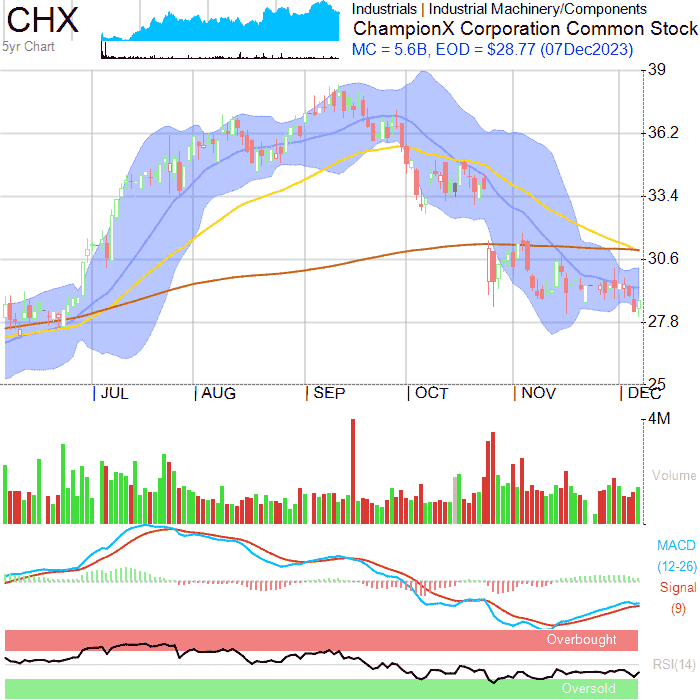 CHX
5yr Chart
Industrials | Industrial Machinery/Components
ChampionX Corporation Common Stock
MC = 5.6B, EOD = $28.77 (07Dec2023)
39
36.2
33.4
30.6
27.8
25
JUL
AUG
SEP
OCT
NOV
DEC
4M
Volume
MACD
(12-26)
Signal
(9)
Overbought
RSI(14)
Oversold